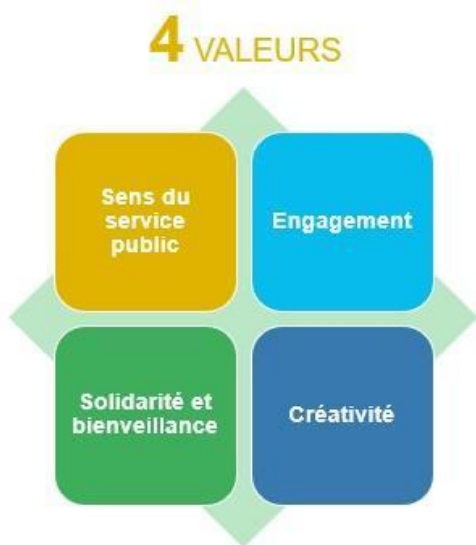 4 VALEURS
Sens du
service
public
Engagement
Solidarité et
bienveillance
Créativité